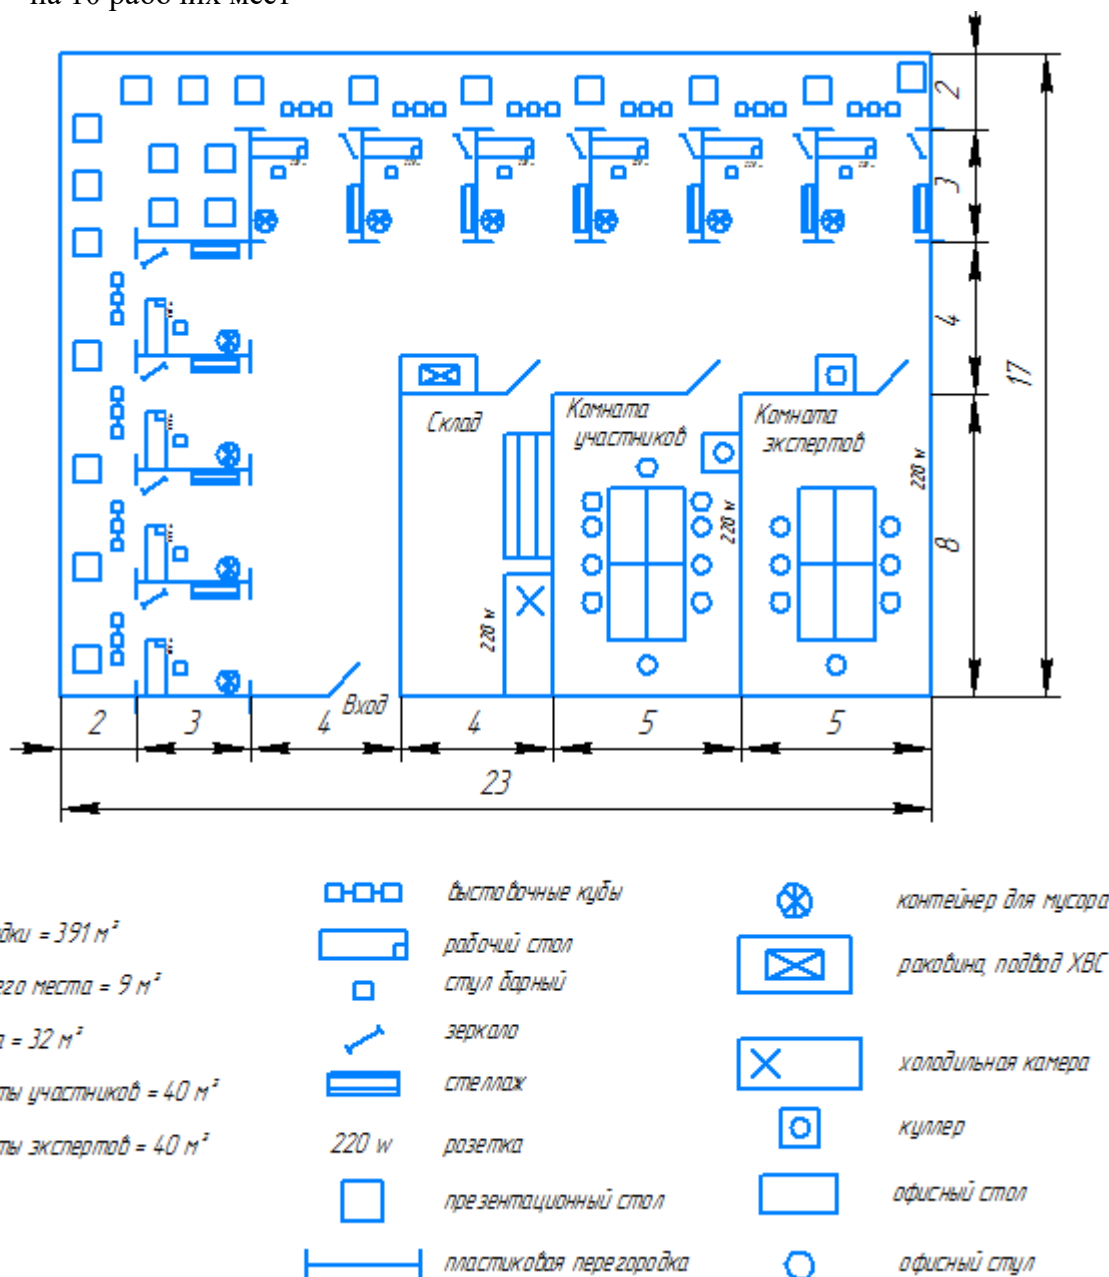 на 10 рабочих мест
2
3
4
17
8
Склад
Комната
участников
Комната
экспертов
220 w
220 w
220 w
Вход
2
3
4
4
5
5
23
дки = 391 м²
его места = 9 м²
а = 32 м²
ты участников = 40 м²
ты экспертов = 40 м²
выставочные кубы
рабочий стол
стул барный
зеркало
стеллаж
220 w розетка
презентационный стол
пластиковая перегородка
контейнер для мусора
раковина, подвод ХВС
холодильная камера
куллер
офисный стол
офисный стул